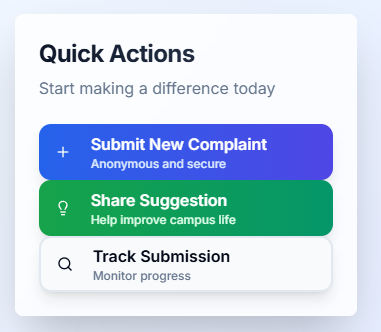 Quick Actions
Start making a difference today
Submit New Complaint
Anonymous and secure
Share Suggestion
Help improve campus life
Track Submission
Monitor progress